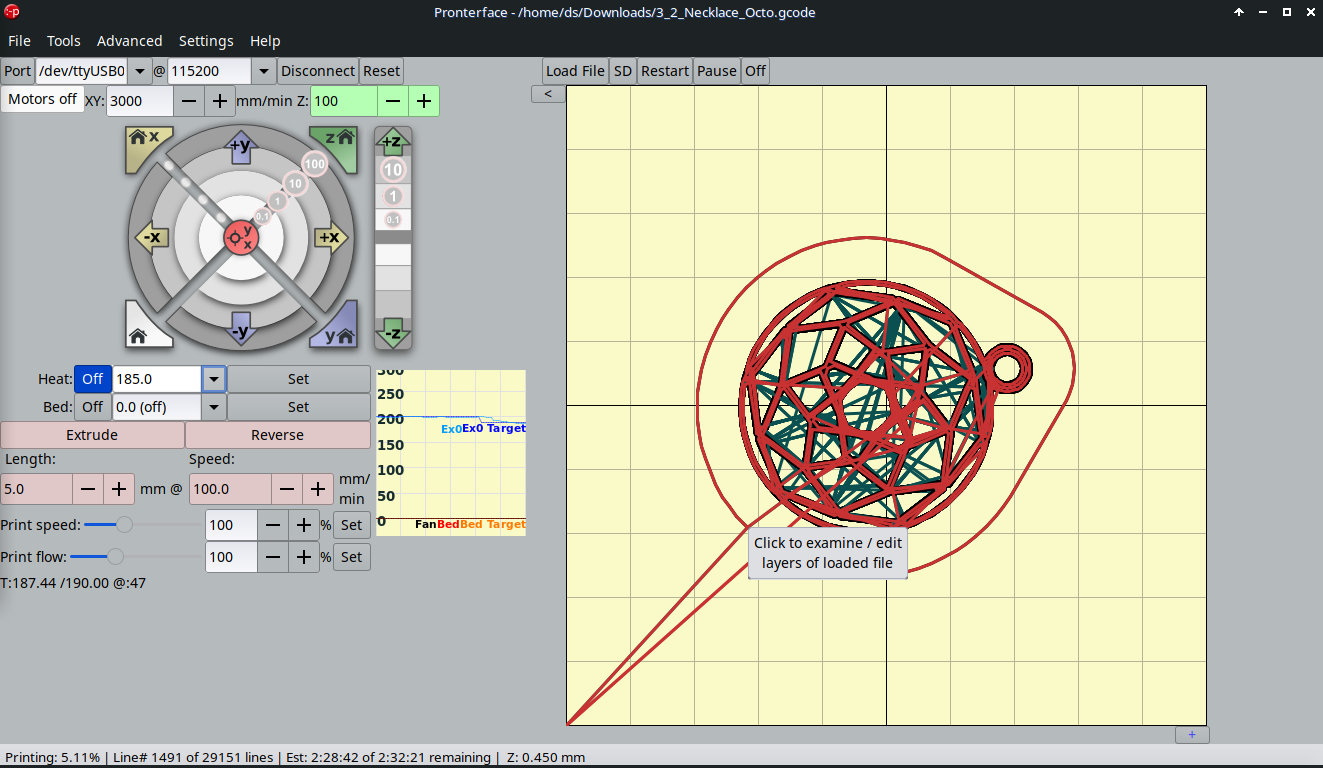 Pronterface - /home/ds/Downloads/3_2_Necklace_Octo.gcode
File Tools Advanced Settings Help
Port /dev/ttyUSB0 @ 115200 Disconnect Reset Load File SD Restart Pause Off
Motors off XY: 3000 mm/min Z: 100
<
x z
+y +z
100
10 10
1 1
0.1 0.1
-x y x +x
-y -z
y
Heat: Off 185.0 Set
Bed: Off 0.0 (off) Set
Extrude Reverse
Length: Speed:
5.0 mm @ 100.0 mm/
min
Print speed: 100 % Set
Print flow: 100 % Set
T:187.44 /190.00 @:47
300
250
200
Ex0 Ex0 Target
150
100
50
0
Fan Bed Bed Target
Click to examine / edit
layers of loaded file
+
Printing: 5.11% | Line# 1491 of 29151 lines | Est: 2:28:42 of 2:32:21 remaining | Z: 0.450 mm